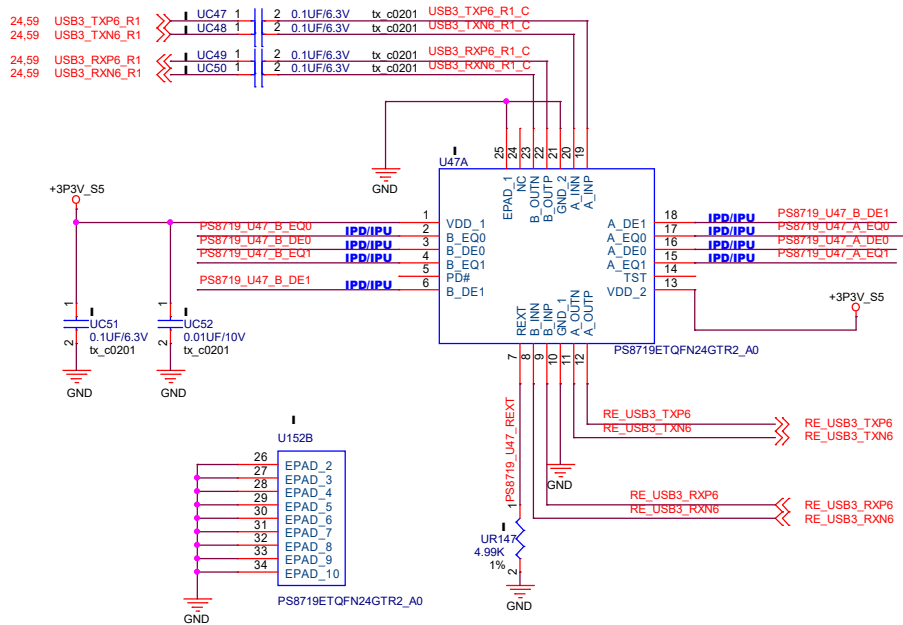 24,59 USB3_TXP6_R1 UC47 1 2 0.1UF/6.3V tx_c0201 USB3_TXP6_R1_C
24,59 USB3_TXN6_R1 UC48 1 2 0.1UF/6.3V tx_c0201 USB3_TXN6_R1_C
24,59 USB3_RXP6_R1 UC49 1 2 0.1UF/6.3V tx_c0201 USB3_RXP6_R1_C
24,59 USB3_RXN6_R1 UC50 1 2 0.1UF/6.3V tx_c0201 USB3_RXN6_R1_C
25 24 23 22 21 20 19
GND
U47A
EPAD_1 NC B_OUTN B_OUTP GND_2 A_INN A_INP
+3P3V_S5
1 VDD_1 A_DE1 18 IPD/IPU PS8719_U47_B_DE1
PS8719_U47_B_EQ0 IPD/IPU 2 B_EQ0 A_EQ0 17 IPD/IPU PS8719_U47_A_EQ0
PS8719_U47_B_DE0 3 B_DE0 A_DE0 16 IPD/IPU PS8719_U47_A_DE0
PS8719_U47_B_EQ1 IPD/IPU 4 B_EQ1 A_EQ1 15 IPD/IPU PS8719_U47_A_EQ1
5 PD# TST 14
PS8719_U47_B_DE1 IPD/IPU 6 B_DE1 VDD_2 13
+3P3V_S5
REXT B_INN B_INP GND_1 A_OUTN A_OUTP
PS8719ETQFN24GTR2_A0
7 8 9 10 11 12
1 1
UC51 UC52
0.1UF/6.3V 0.01UF/10V
2 tx_c0201 2 tx_c0201
GND GND
PS8719_U47_REXT
RE_USB3_TXP6 RE_USB3_TXP6
RE_USB3_TXN6 RE_USB3_TXN6
GND
RE_USB3_RXP6 RE_USB3_RXP6
RE_USB3_RXN6 RE_USB3_RXN6
1
UR147
4.99K
1%
2
GND
U152B
26 EPAD_2
27 EPAD_3
28 EPAD_4
29 EPAD_5
30 EPAD_6
31 EPAD_7
32 EPAD_8
33 EPAD_9
34 EPAD_10
PS8719ETQFN24GTR2_A0
GND